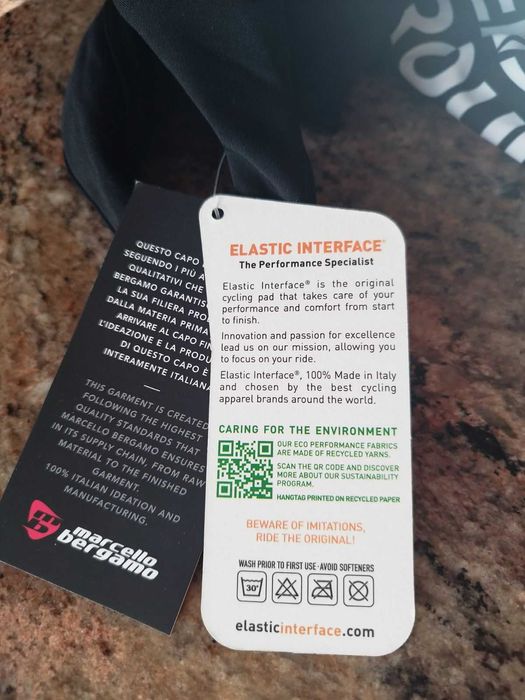 QUESTO CAPO
SEGUENDO I PIÙ A
QUALITATIVI CHE
BERGAMO GARANTIS
LA SUA FILIERA PRO
DALLA MATERIA PRIMA
ARRIVARE AL CAPO FIN
L'IDEAZIONE E LA PRODU
DI QUESTO CAPO È
INTERAMENTE ITALIANA
THIS GARMENT IS CREATED
FOLLOWING THE HIGHEST
QUALITY STANDARDS THAT
MARCELLO BERGAMO ENSURES
IN ITS SUPPLY CHAIN, FROM RAW
MATERIAL TO THE FINISHED
GARMENT.
100% ITALIAN IDEATION AND
MANUFACTURING.
marcello
bergamo
ELASTIC INTERFACE®
The Performance Specialist
Elastic Interface® is the original
cycling pad that takes care of your
performance and comfort from start
to finish.
Innovation and passion for excellence
lead us on our mission, allowing you
to focus on your ride.
Elastic Interface®, 100% Made in Italy
and chosen by the best cycling
apparel brands around the world.
CARING FOR THE ENVIRONMENT
OUR ECO PERFORMANCE FABRICS
ARE MADE OF RECYCLED YARNS.
SCAN THE QR CODE AND DISCOVER
MORE ABOUT OUR SUSTAINABILITY
PROGRAM.
HANGTAG PRINTED ON RECYCLED PAPER
BEWARE OF IMITATIONS,
RIDE THE ORIGINAL!
WASH PRIOR TO FIRST USE · AVOID SOFTENERS
30°
elasticinterface.com